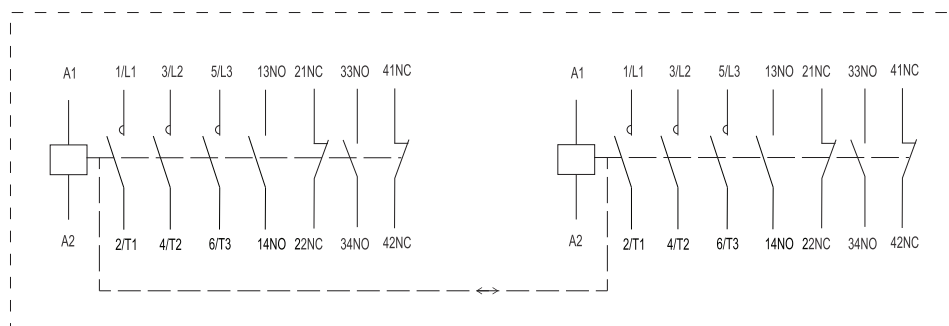 A1 1/L1 3/L2 5/L3 13NO 21NC 33NO 41NC A1 1/L1 3/L2 5/L3 13NO 21NC 33NO 41NC
A2 2/T1 4/T2 6/T3 14NO 22NC 34NO 42NC A2 2/T1 4/T2 6/T3 14NO 22NC 34NO 42NC